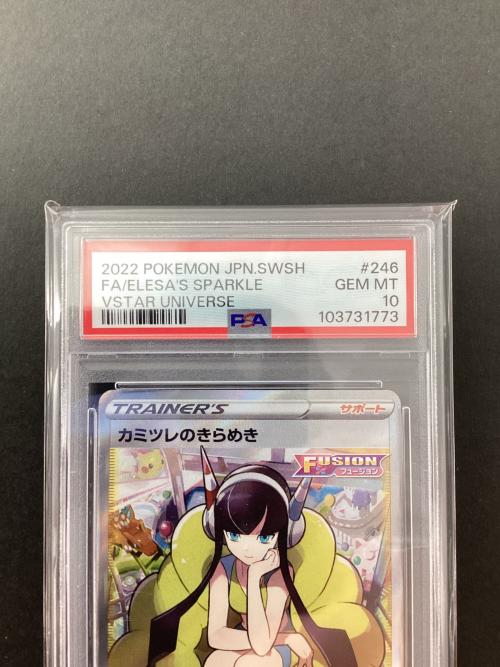 2022 POKEMON JPN.SWSH #246
FA/ELESA'S SPARKLE GEM MT
VSTAR UNIVERSE 10
PSA 103731773
TRAINER'S サポート
カミツレのきらめき
FUSION
フュージョン